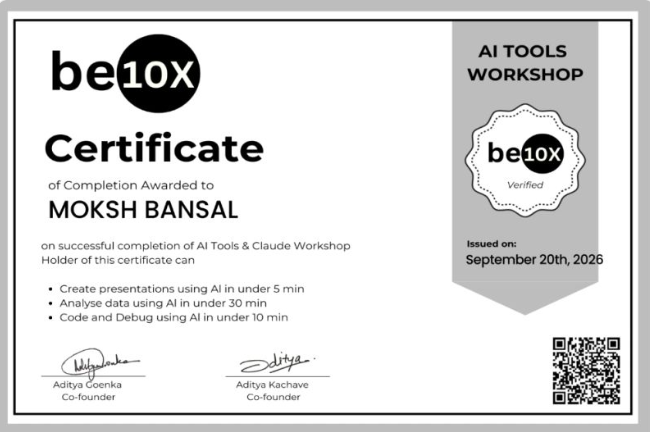 be10X
Certificate
of Completion Awarded to
MOKSH BANSAL
on successful completion of AI Tools & Claude Workshop
Holder of this certificate can
• Create presentations using AI in under 5 min
• Analyse data using AI in under 30 min
• Code and Debug using AI in under 10 min
Aditya Goenka
Co-founder
Aditya
Aditya Kachave
Co-founder
AI TOOLS
WORKSHOP
be10X
Verified
Issued on:
September 20th, 2026